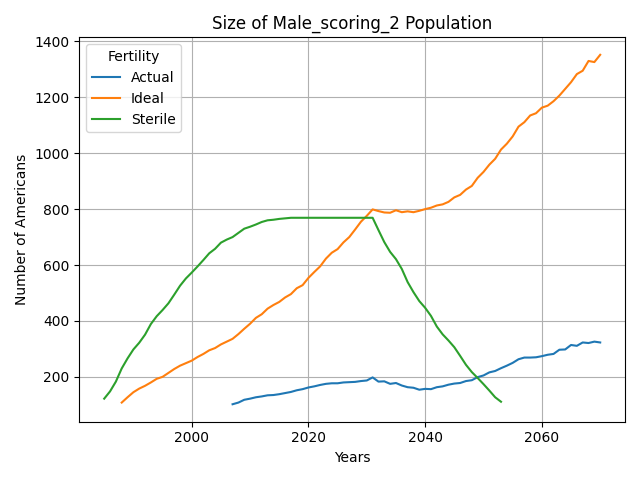 Size of Male_scoring_2 Population
Fertility
Actual
Ideal
Sterile
Number of Americans
1400
1200
1000
800
600
400
200
2000
2020
2040
2060
Years